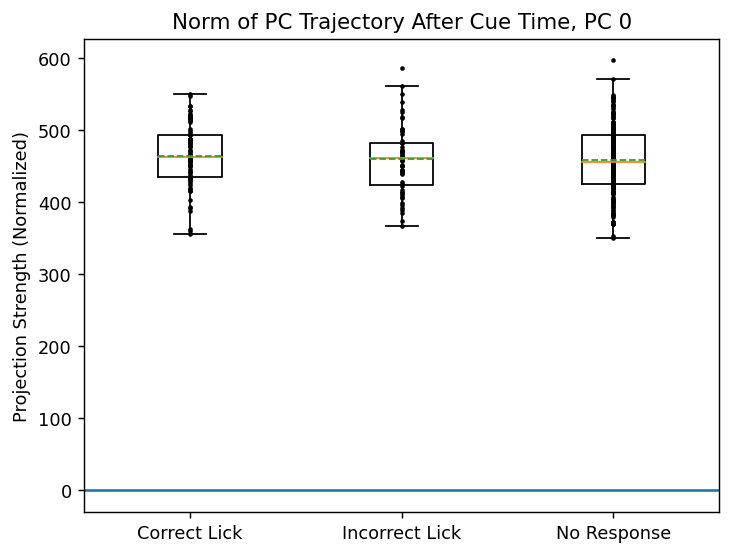 Norm of PC Trajectory After Cue Time, PC 0
Projection Strength (Normalized)
600
500
400
300
200
100
0
Correct Lick
Incorrect Lick
No Response